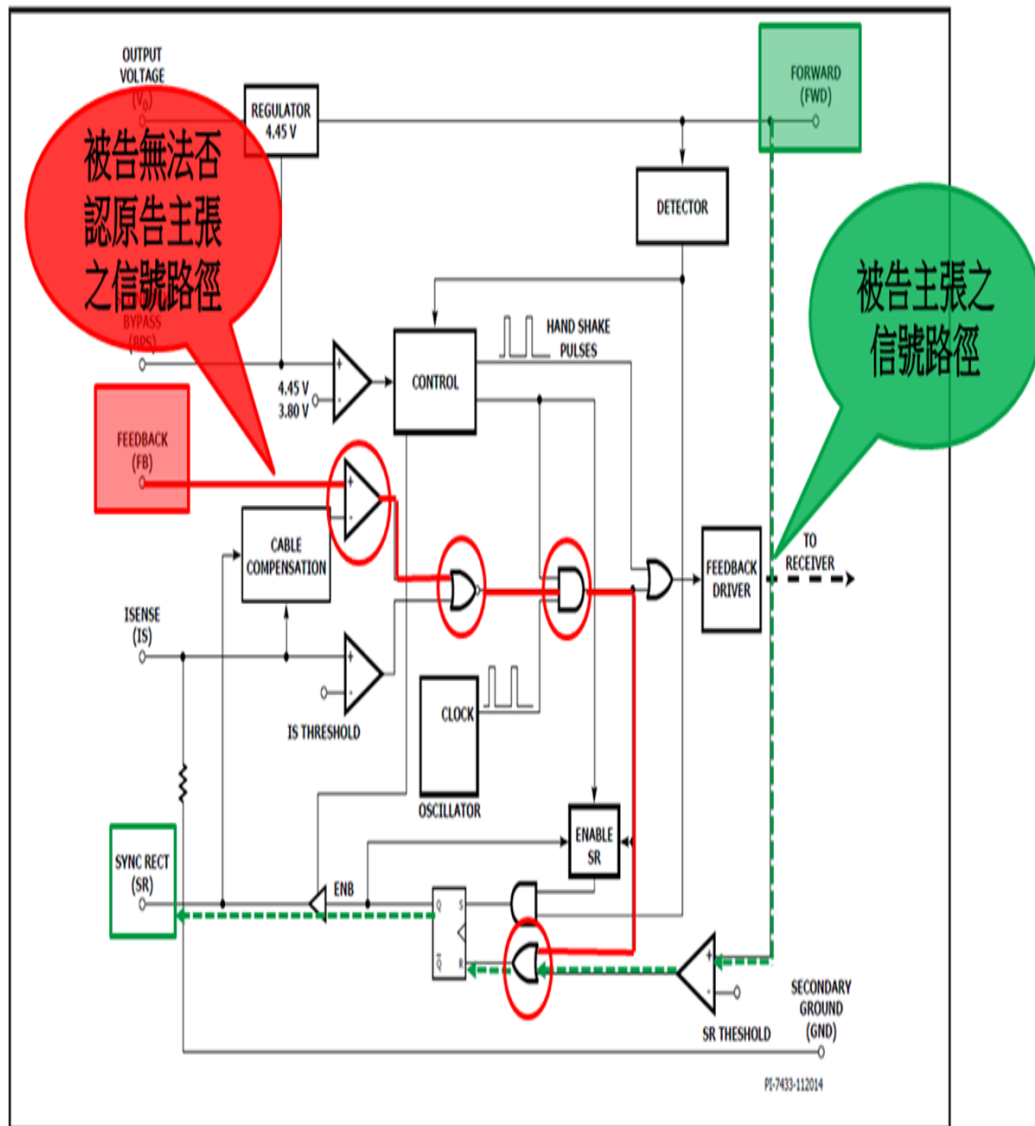 OUTPUT
VOLTAGE
(V₀)
REGULATOR
4.45 V
FORWARD
(FWD)
被告無法否
認原告主張
之信號路徑
DETECTOR
被告主張之
信號路徑
BYPASS
(BPS)
HAND SHAKE
PULSES
CONTROL
+
-
4.45 V
3.80 V
FEEDBACK
(FB)
+
-
CABLE
COMPENSATION
FEEDBACK
DRIVER
TO
RECEIVER
ISENSE
(IS)
+
-
IS THRESHOLD
CLOCK
OSCILLATOR
ENABLE
SR
SYNC RECT
(SR)
ENB
Q
S
Q̅
R
+
-
SR THESHOLD
SECONDARY
GROUND
(GND)
PI-7433-112014